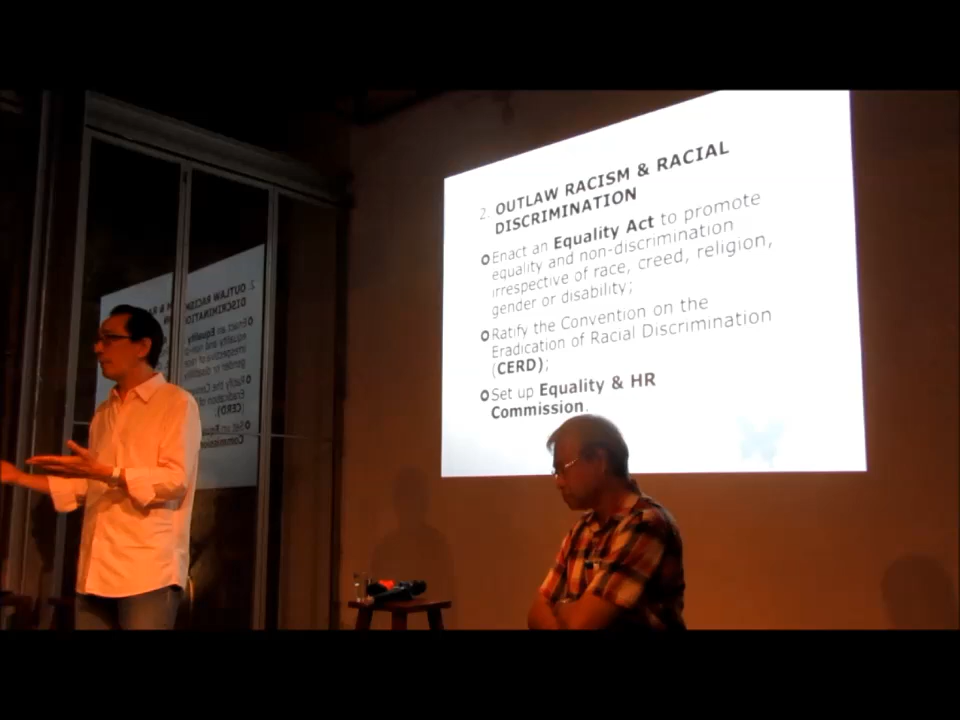 2. OUTLAW RACISM & RACIAL
DISCRIMINATION
Enact an Equality Act to promote
equality and non-discrimination
irrespective of race, creed, religion,
gender or disability;
Ratify the Convention on the
Eradication of Racial Discrimination
(CERD);
Set up Equality & HR
Commission.